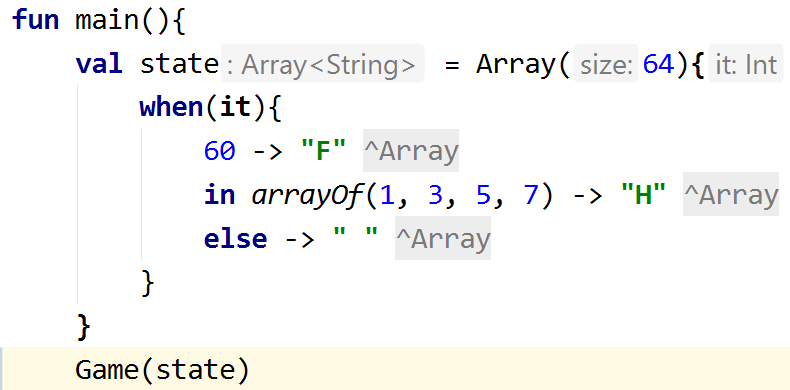 fun main(){
val state : Array<String> = Array( size: 64){ it: Int
when(it){
60 -> "F" ^Array
in arrayOf(1, 3, 5, 7) -> "H" ^Array
else -> " " ^Array
}
}
Game(state)